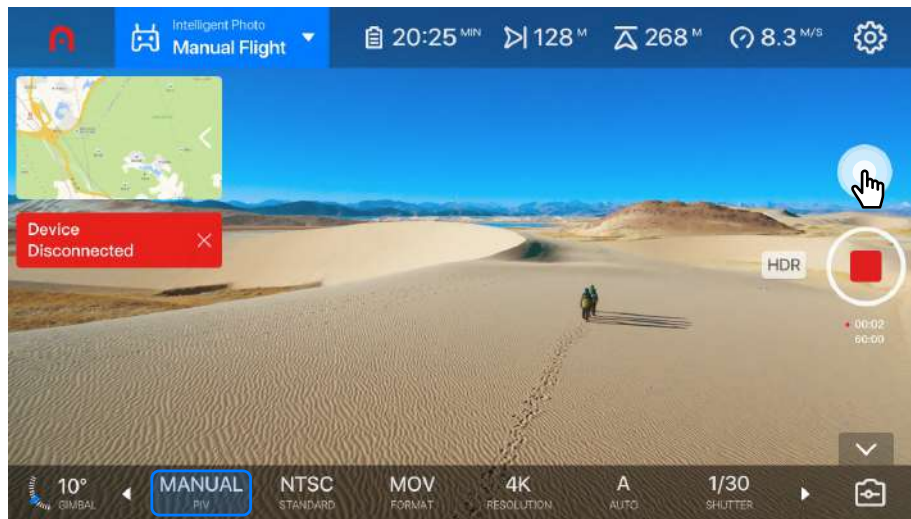 Intelligent Photo
Manual Flight
20:25 MIN
128 M
268 M
8.3 M/S
Device
Disconnected
HDR
00:02
60:00
10°
GIMBAL
MANUAL
PIV
NTSC
STANDARD
MOV
FORMAT
4K
RESOLUTION
A
AUTO
1/30
SHUTTER